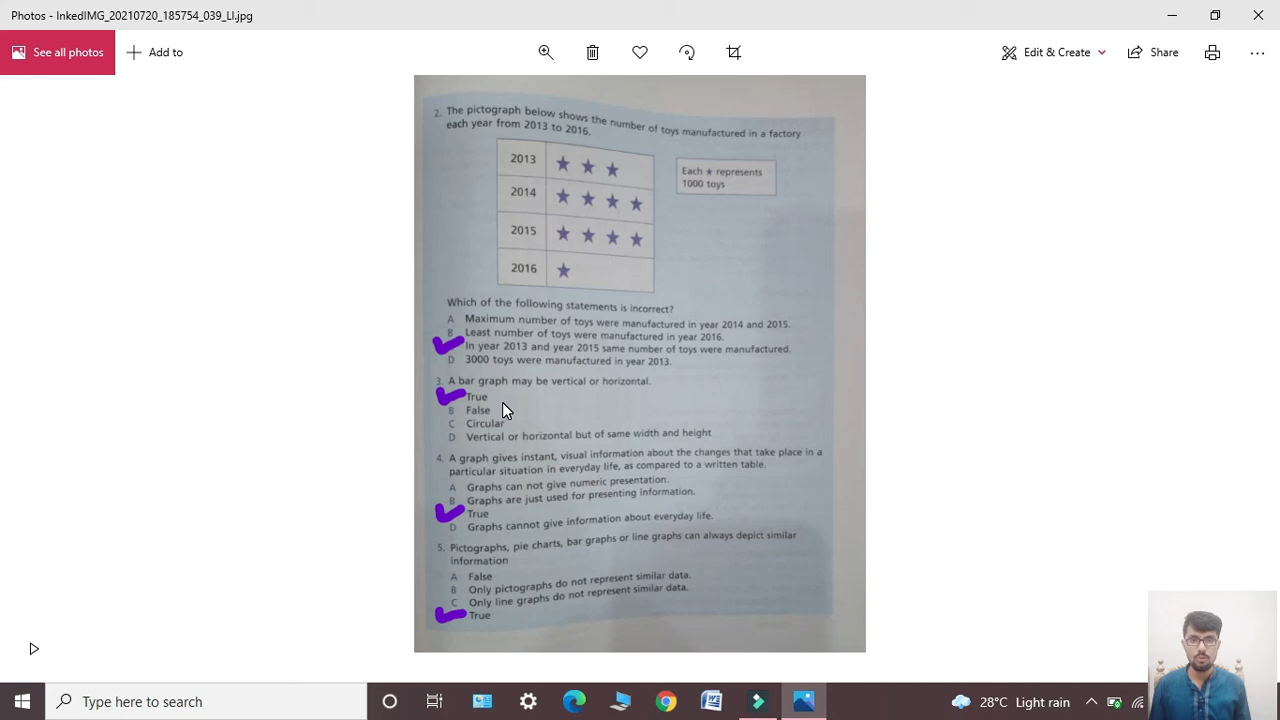 Photos - InkedIMG_20210720_185754_039_LI.jpg
See all photos
Add to
Edit & Create
Share
2. The pictograph below shows the number of toys manufactured in a factory
each year from 2013 to 2016.
2013
Each ★ represents
1000 toys
2014
2015
2016
Which of the following statements is incorrect?
A Maximum number of toys were manufactured in year 2014 and 2015.
B Least number of toys were manufactured in year 2016.
In year 2013 and year 2015 same number of toys were manufactured.
D 3000 toys were manufactured in year 2013.
3. A bar graph may be vertical or horizontal.
True
B False
C Circular
D Vertical or horizontal but of same width and height
4. A graph gives instant, visual information about the changes that take place in a
particular situation in everyday life, as compared to a written table.
A Graphs can not give numeric presentation.
B Graphs are just used for presenting information.
True
D Graphs cannot give information about everyday life.
5. Pictographs, pie charts, bar graphs or line graphs can always depict similar
information
A False
B Only pictographs do not represent similar data.
C Only line graphs do not represent similar data.
True
Type here to search
28°C Light rain